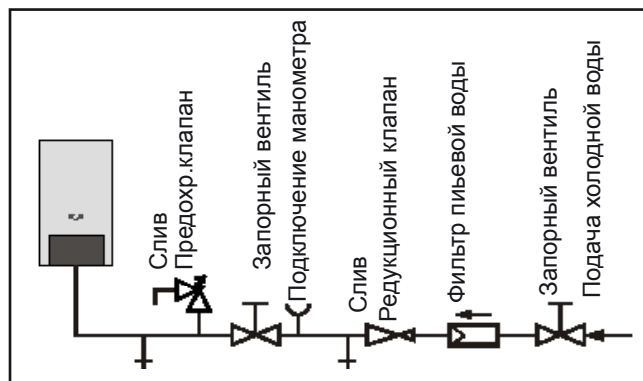 Слив
Предохр.клапан
Запорный вентиль
Подключение манометра
Слив
Редукционный клапан
Фильтр пиьевой воды
Запорный вентиль
Подача холодной воды